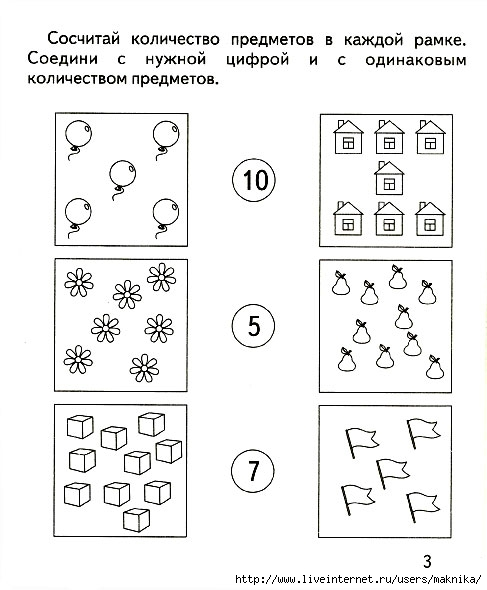 Сосчитай количество предметов в каждой рамке.
Соедини с нужной цифрой и с одинаковым
количеством предметов.
10
5
7
3
http://www.liveinternet.ru/users/maknika/